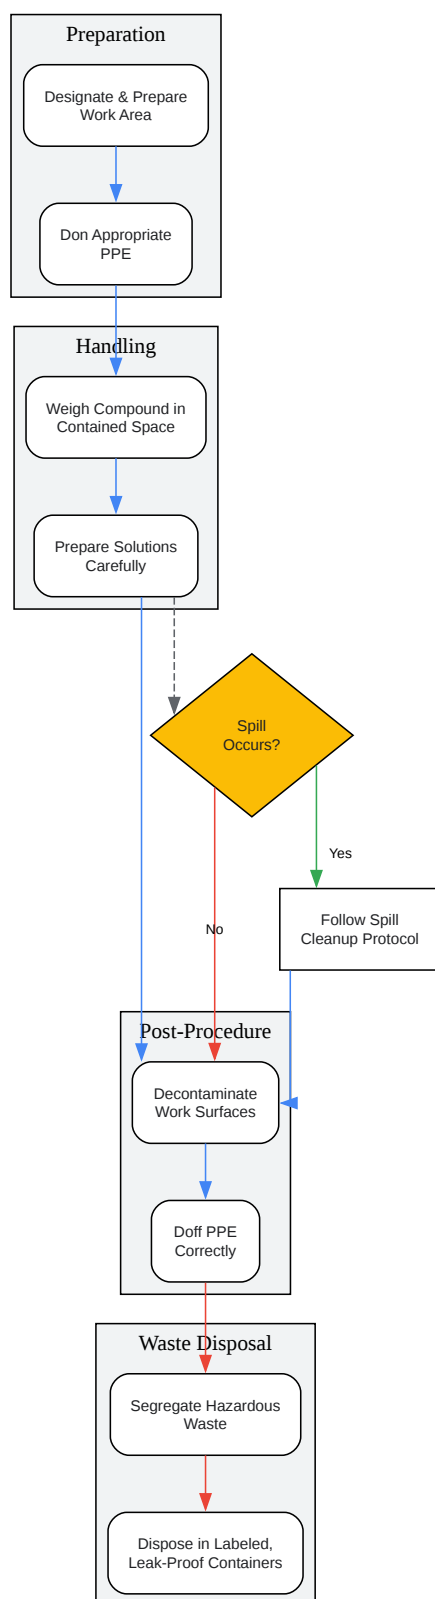 Preparation
Designate & Prepare
Work Area
Don Appropriate
PPE
Handling
Weigh Compound in
Contained Space
Prepare Solutions
Carefully
Spill
Occurs?
Yes
Follow Spill
Cleanup Protocol
No
Post-Procedure
Decontaminate
Work Surfaces
Doff PPE
Correctly
Waste Disposal
Segregate Hazardous
Waste
Dispose in Labeled,
Leak-Proof Containers